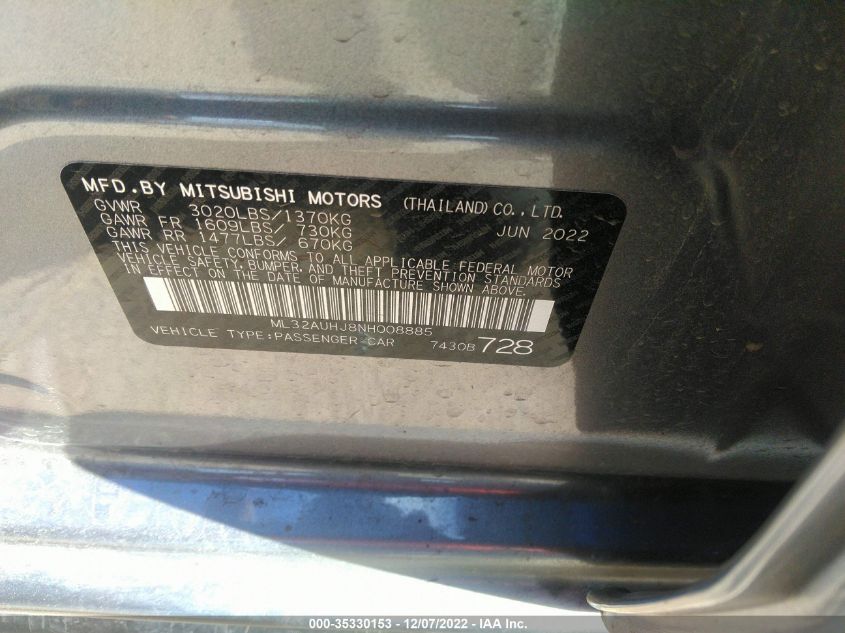 MFD.BY MITSUBISHI MOTORS (THAILAND)CO.,LTD.
GVWR 3020LBS/1370KG
GAWR FR 1609LBS/ 730KG JUN 2022
GAWR RR 1477LBS/ 670KG
THIS VEHICLE CONFORMS TO ALL APPLICABLE FEDERAL MOTOR
VEHICLE SAFETY, BUMPER, AND THEFT PREVENTION STANDARDS
IN EFFECT ON THE DATE OF MANUFACTURE SHOWN ABOVE.
ML32AUHJ8NH008885
VEHICLE TYPE:PASSENGER CAR 7430B 728
000-35330153 - 12/07/2022 - IAA Inc.